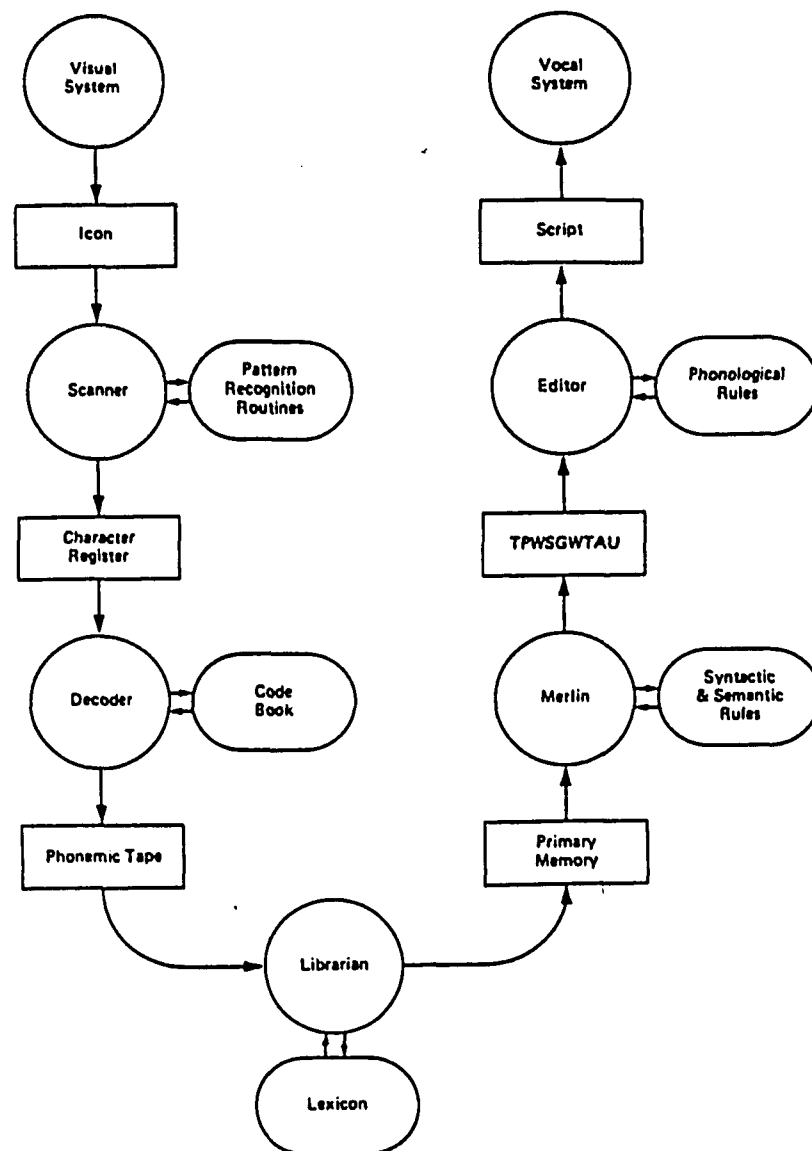 Visual
System
Icon
Scanner
Pattern
Recognition
Routines
Character
Register
Decoder
Code
Book
Phonemic Tape
Librarian
Lexicon
Primary
Memory
Merlin
Syntactic
& Semantic
Rules
TPWSGWTAU
Editor
Phonological
Rules
Script
Vocal
System